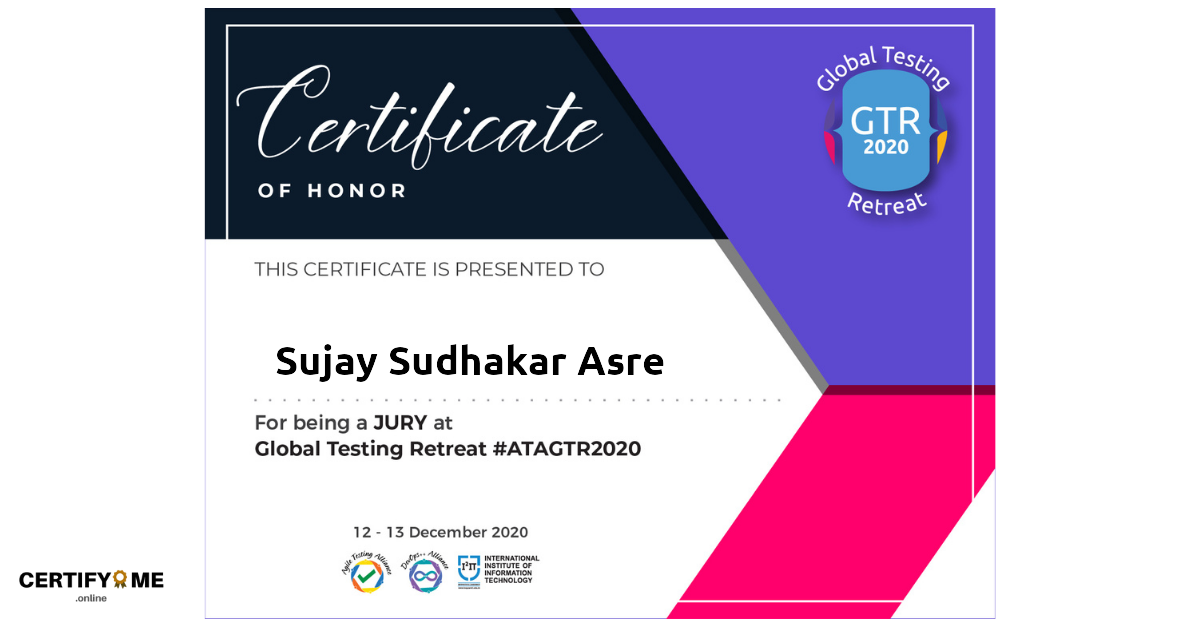 Certificate
OF HONOR
Global Testing
GTR
2020
Retreat
THIS CERTIFICATE IS PRESENTED TO
Sujay Sudhakar Asre
For being a JURY at
Global Testing Retreat #ATAGTR2020
12 - 13 December 2020
Agile Testing Alliance
DevOps++ Alliance
I²IT
INTERNATIONAL
INSTITUTE OF
INFORMATION
TECHNOLOGY
CERTIFYME
.online